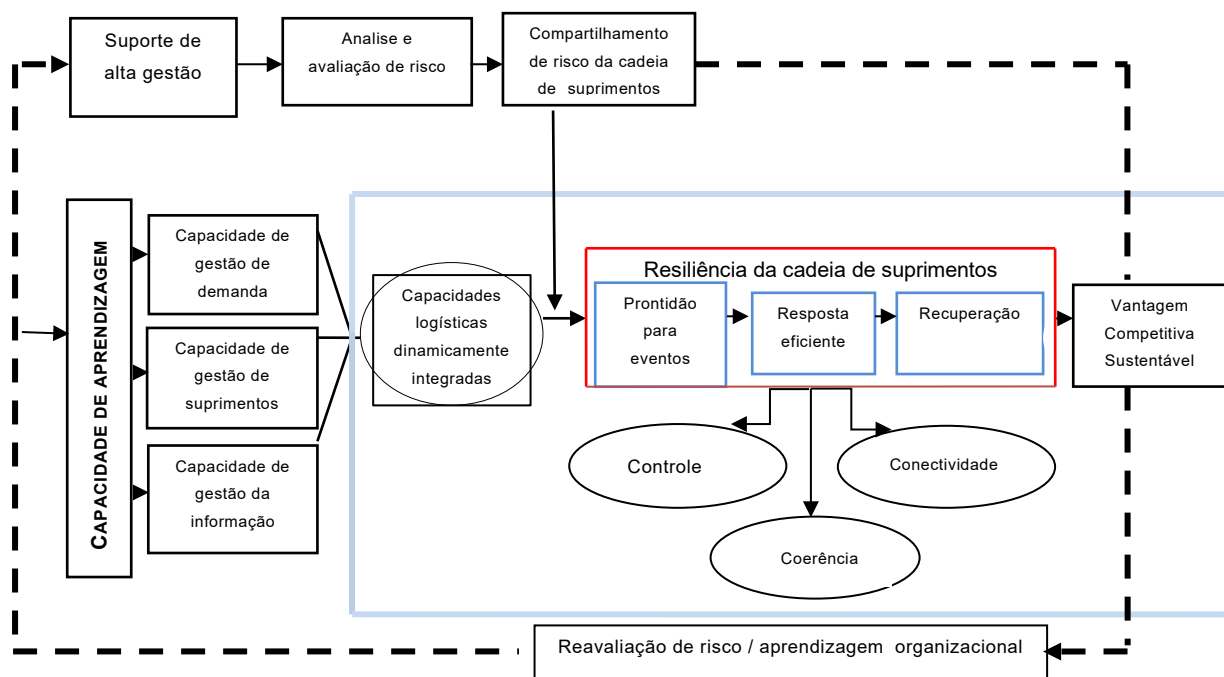 Suporte de
alta gestão
Analise e
avaliação de risco
Compartilhamento
de risco da cadeia
de suprimentos
CAPACIDADE DE APRENDIZAGEM
Capacidade de
gestão de
demanda
Capacidade de
gestão de
suprimentos
Capacidade de
gestão da
informação
Capacidades
logísticas
dinamicamente
integradas
Resiliência da cadeia de suprimentos
Prontidão
para
eventos
Resposta
eficiente
Recuperação
Vantagem
Competitiva
Sustentável
Controle
Conectividade
Coerência
Reavaliação de risco / aprendizagem organizacional